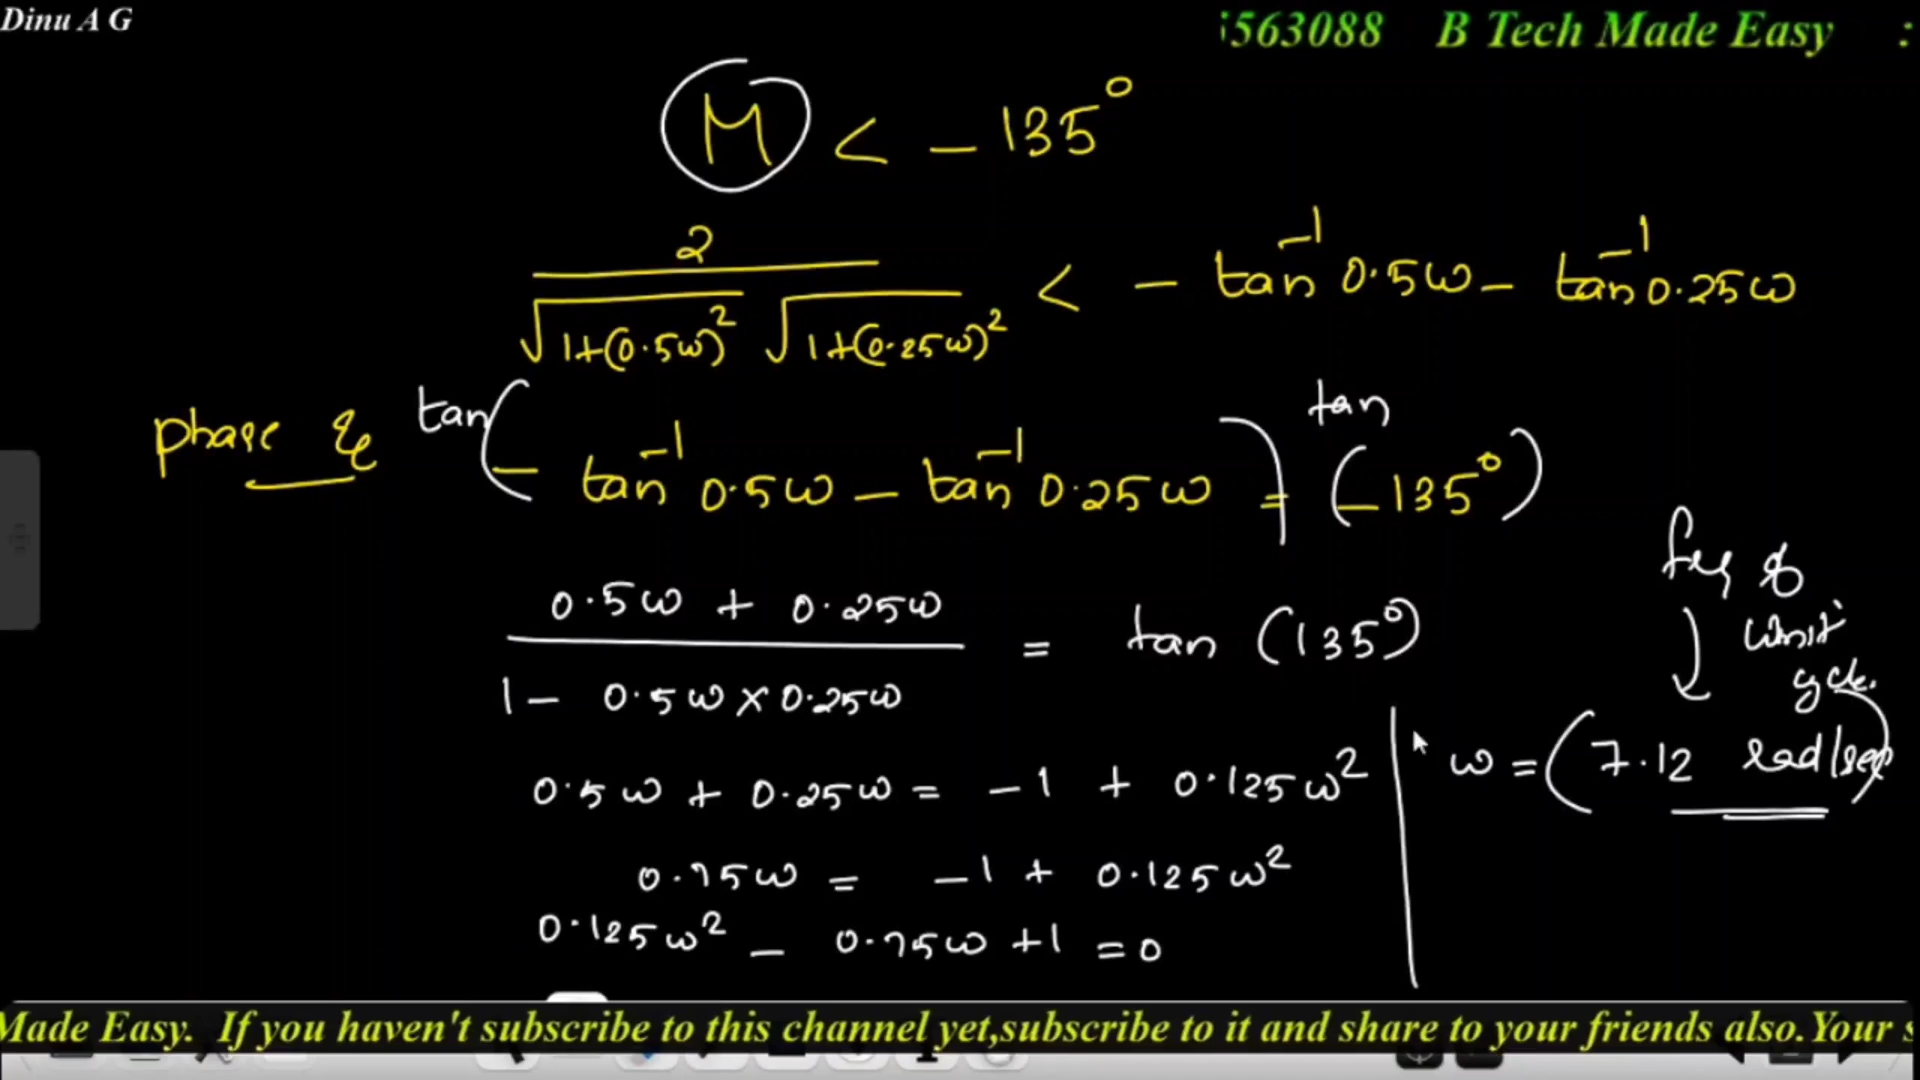 Dinu A G
563088 B Tech Made Easy :
M < -135°
2 / √1+(0.5ω)² √1+(0.25ω)² < - tan⁻¹ 0.5ω - tan⁻¹ 0.25ω
phase & tan(- tan⁻¹ 0.5ω - tan⁻¹ 0.25ω) = tan(-135°)
0.5ω + 0.25ω / 1 - 0.5ω × 0.25ω = tan (135°)
0.5ω + 0.25ω = -1 + 0.125ω²
0.75ω = -1 + 0.125ω²
0.125ω² - 0.75ω + 1 = 0
limit
ω = (7.12 rad/sec)
Made Easy. If you haven't subscribe to this channel yet,subscribe to it and share to your friends also.Your s